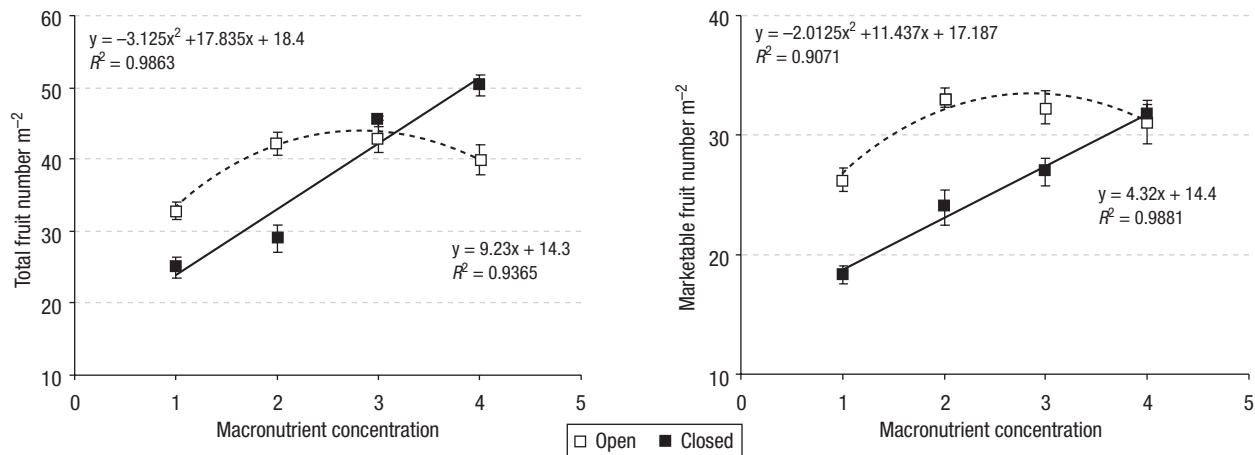 60
50
40
30
20
10
0 1 2 3 4 5
Total fruit number m⁻²
Macronutrient concentration
y = –3.125x² +17.835x + 18.4
R² = 0.9863
y = 9.23x + 14.3
R² = 0.9365
40
30
20
10
0 1 2 3 4 5
Marketable fruit number m⁻²
Macronutrient concentration
y = –2.0125x² +11.437x + 17.187
R² = 0.9071
y = 4.32x + 14.4
R² = 0.9881
Open Closed